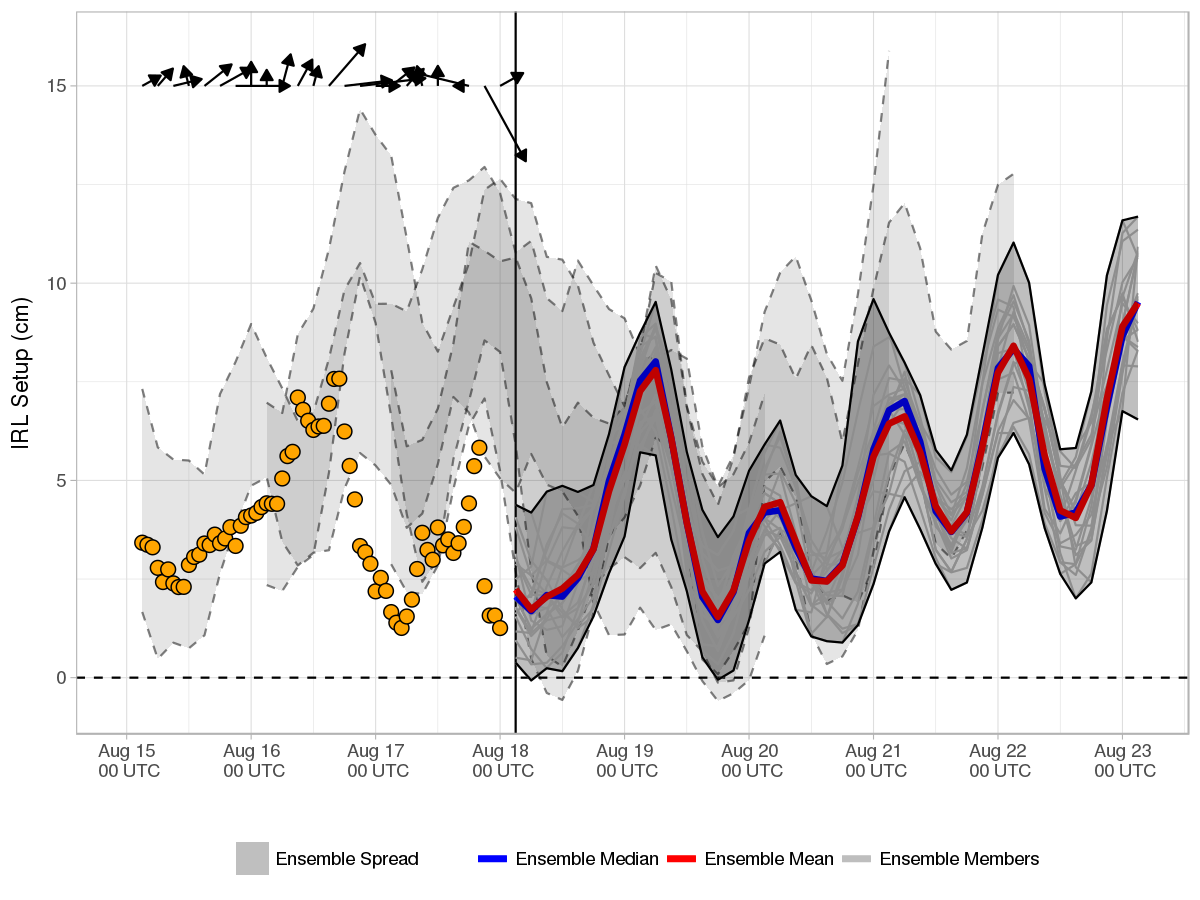 IRL Setup (cm)
15
10
5
0
Aug 15 Aug 16 Aug 17 Aug 18 Aug 19 Aug 20 Aug 21 Aug 22 Aug 23
00 UTC 00 UTC 00 UTC 00 UTC 00 UTC 00 UTC 00 UTC 00 UTC 00 UTC
Ensemble Spread Ensemble Median Ensemble Mean Ensemble Members